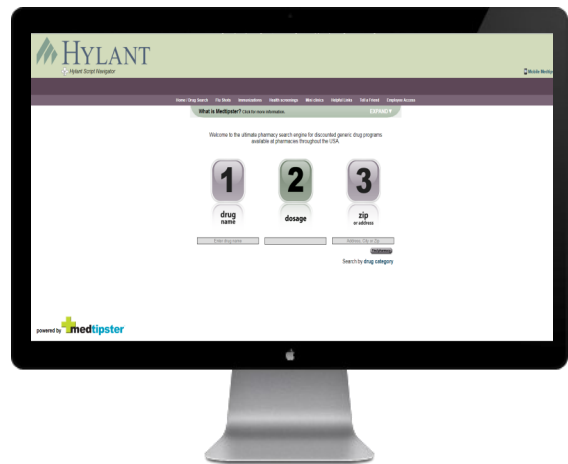 HYLANT
Hylant Script Navigator
Mobile Medtip
Home / Drug Search Flu Shots Immunizations Health screenings Mini clinics Helpful Links Tell a Friend Employee Access
What is Medtipster? Click for more information. EXPAND ▼
Welcome to the ultimate pharmacy search engine for discounted generic drug programs
available at pharmacies throughout the USA.
1 2 3
drug
name
dosage
zip
or address
Enter drug name
Address, City or Zip
Search by drug category
powered by medtipster